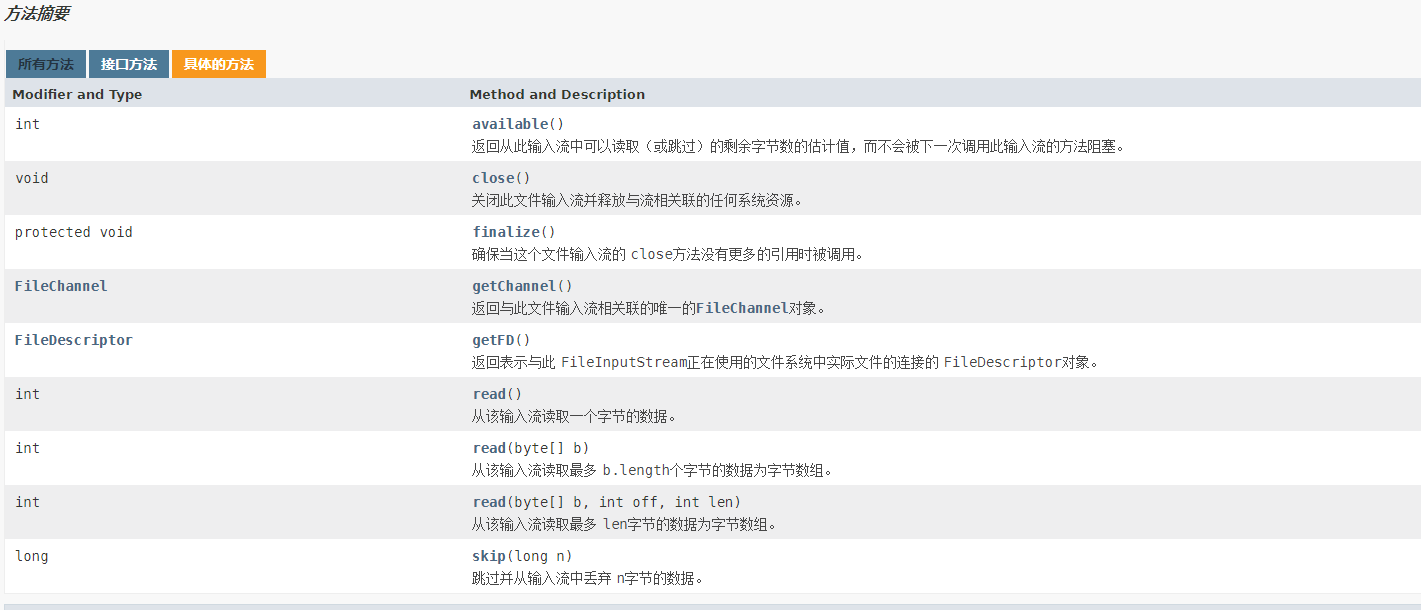 方法摘要
所有方法 接口方法 具体的方法
Modifier and Type Method and Description
int available()
返回从此输入流中可以读取（或跳过）的剩余字节数的估计值，而不会被下一次调用此输入流的方法阻塞。
void close()
关闭此文件输入流并释放与流相关联的任何系统资源。
protected void finalize()
确保当这个文件输入流的 close方法没有更多的引用时被调用。
FileChannel getChannel()
返回与此文件输入流相关联的唯一的FileChannel对象。
FileDescriptor getFD()
返回表示与此 FileInputStream正在使用的文件系统中实际文件的连接的 FileDescriptor对象。
int read()
从该输入流读取一个字节的数据。
int read(byte[] b)
从该输入流读取最多 b.length个字节的数据为字节数组。
int read(byte[] b, int off, int len)
从该输入流读取最多 len字节的数据为字节数组。
long skip(long n)
跳过并从输入流中丢弃 n字节的数据。